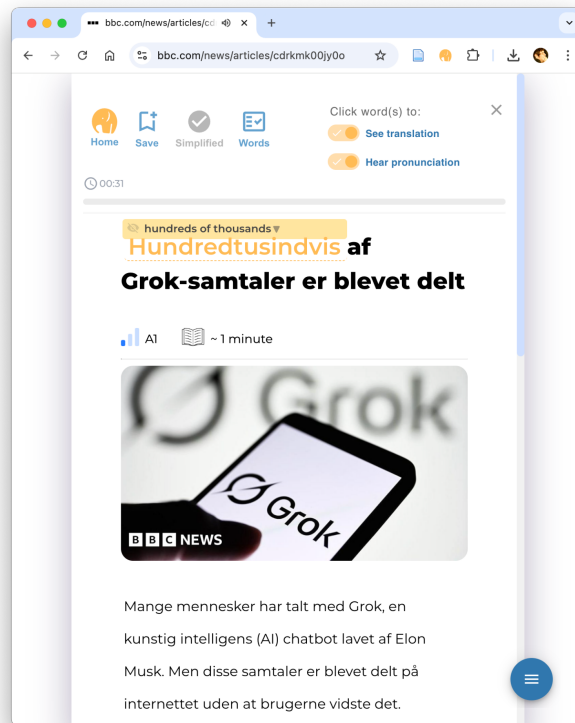 bbc.com/news/articles/cd
bbc.com/news/articles/cdrkmk00jy0o
Click word(s) to:
See translation
Hear pronunciation
Home
Save
Simplified
Words
00:31
hundreds of thousands
Hundredtusindvis af
Grok-samtaler er blevet delt
A1
~ 1 minute
Grok
Grok
BBC NEWS
Mange mennesker har talt med Grok, en
kunstig intelligens (AI) chatbot lavet af Elon
Musk. Men disse samtaler er blevet delt på
internettet uden at brugerne vidste det.